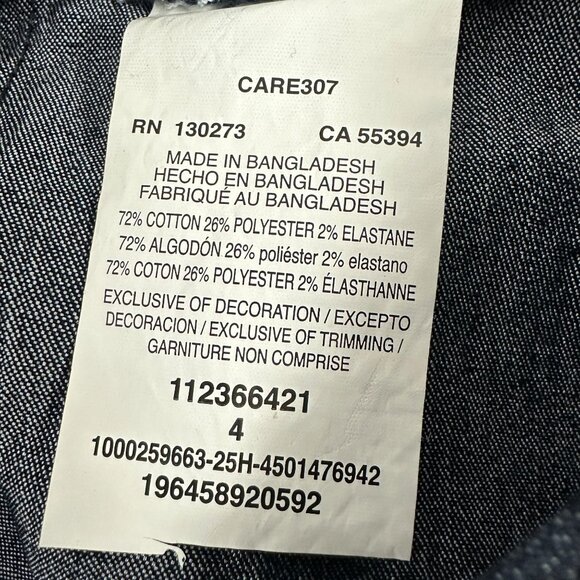 CARE307
RN 130273 CA 55394
MADE IN BANGLADESH
HECHO EN BANGLADESH
FABRIQUÉ AU BANGLADESH
72% COTTON 26% POLYESTER 2% ELASTANE
72% ALGODÓN 26% poliéster 2% elastano
72% COTON 26% POLYESTER 2% ÉLASTHANNE
EXCLUSIVE OF DECORATION / EXCEPTO
DECORACION / EXCLUSIVE OF TRIMMING /
GARNITURE NON COMPRISE
112366421
4
1000259663-25H-4501476942
196458920592